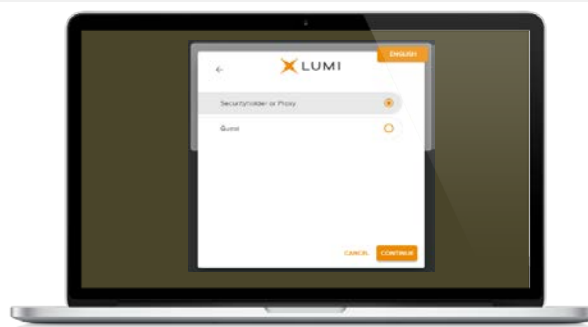 ENGLISH
LUMI
Securityholder or Proxy
Guest
CANCEL CONTINUE